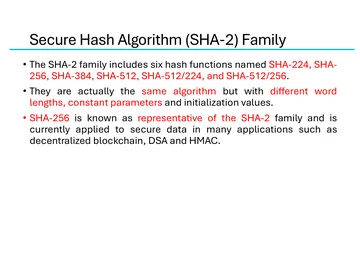 Secure Hash Algorithm (SHA-2) Family
• The SHA-2 family includes six hash functions named SHA-224, SHA-
256, SHA-384, SHA-512, SHA-512/224, and SHA-512/256.
• They are actually the same algorithm but with different word
lengths, constant parameters and initialization values.
• SHA-256 is known as representative of the SHA-2 family and is
currently applied to secure data in many applications such as
decentralized blockchain, DSA and HMAC.